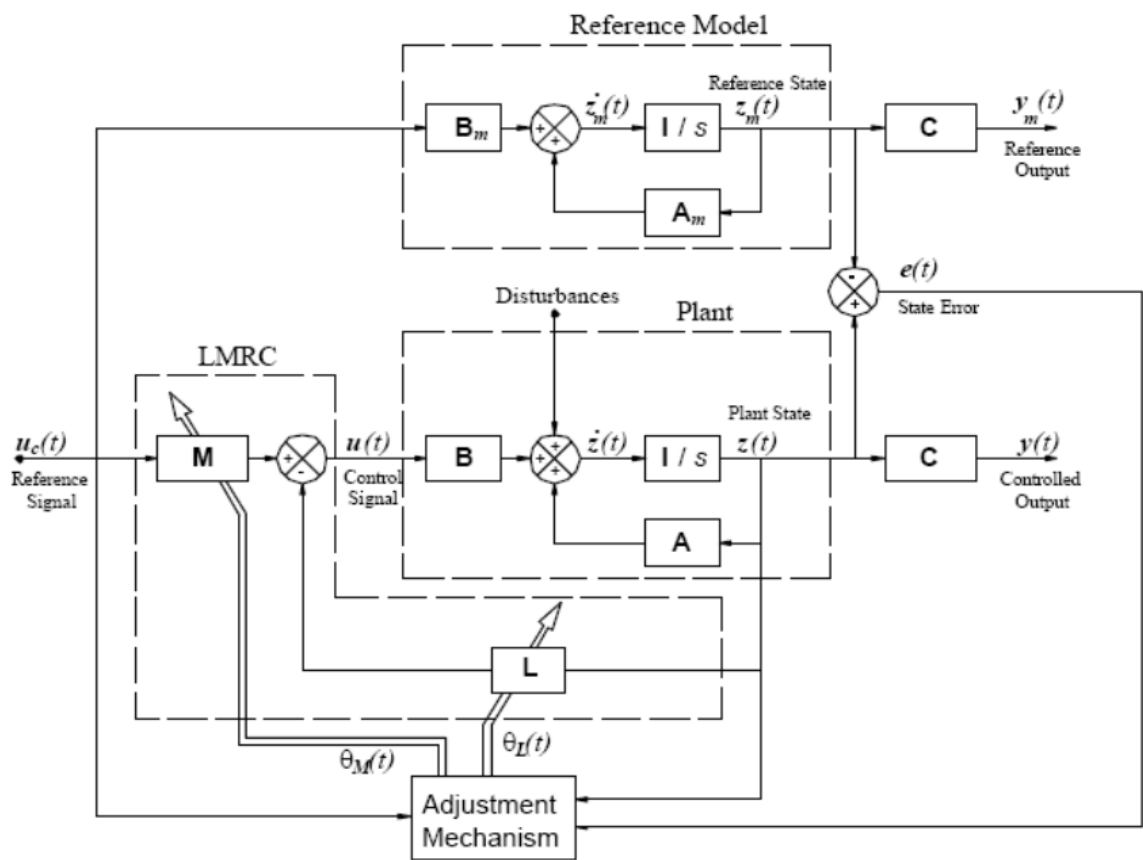 Reference Model
Reference State
B_m
+
+
ż_m(t)
I / s
z_m(t)
C
y_m(t)
Reference
Output
A_m
-
+
e(t)
State Error
Disturbances
Plant
LMRC
Plant State
u_c(t)
Reference
Signal
M
+
-
u(t)
Control
Signal
B
+
+
+
ż(t)
I / s
z(t)
C
y(t)
Controlled
Output
A
L
θ_M(t)
θ_L(t)
Adjustment
Mechanism